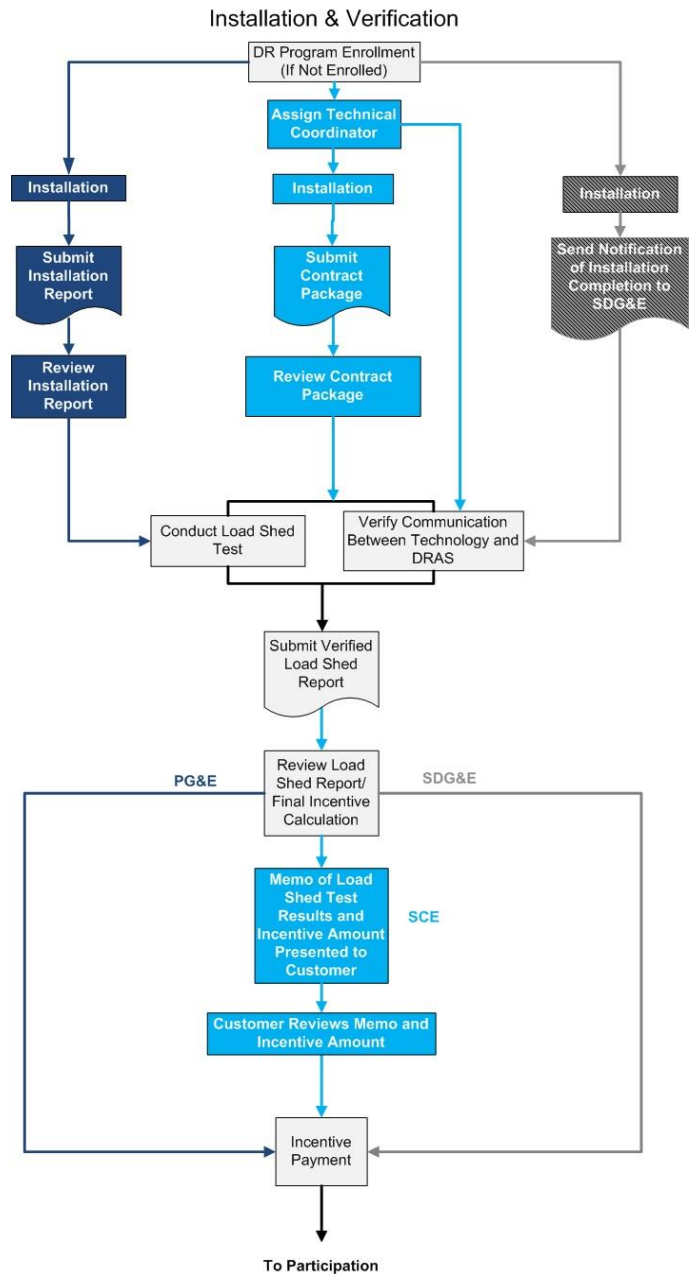 Installation & Verification
DR Program Enrollment
(If Not Enrolled)
Assign Technical
Coordinator
Installation
Installation
Installation
Submit
Installation
Report
Submit
Contract
Package
Send Notification
of Installation
Completion to
SDG&E
Review
Installation
Report
Review Contract
Package
Conduct Load Shed
Test
Verify Communication
Between Technology and
DRAS
Submit Verified
Load Shed
Report
Review Load
Shed Report/
Final Incentive
Calculation
PG&E
SDG&E
Memo of Load
Shed Test
Results and
Incentive Amount
Presented to
Customer
SCE
Customer Reviews Memo and
Incentive Amount
Incentive
Payment
To Participation